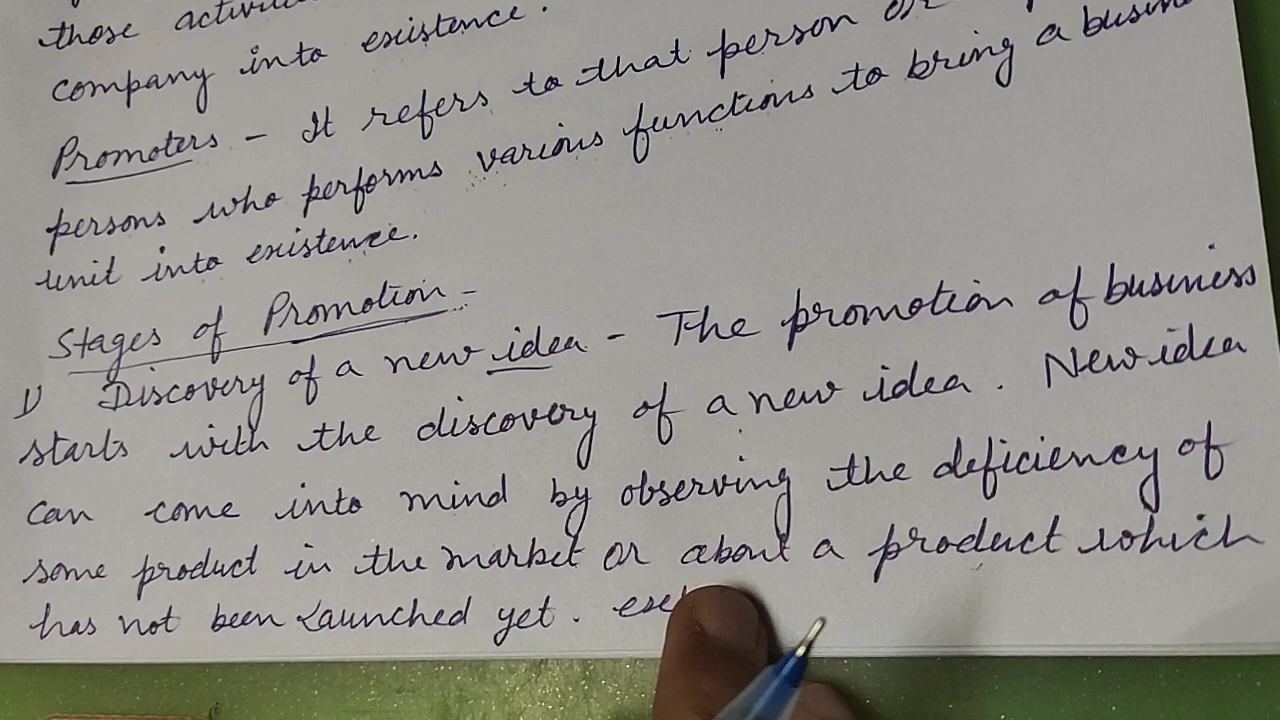 those
company into existence.
Promoters - It refers to that person or
persons who performs various functions to bring a
unit into existence.
Stages of Promotion -
1) Discovery of a new idea - The promotion of business
starts with the discovery of a new idea. New idea
can come into mind by observing the deficiency of
some product in the market or about a product which
has not been Launched yet.